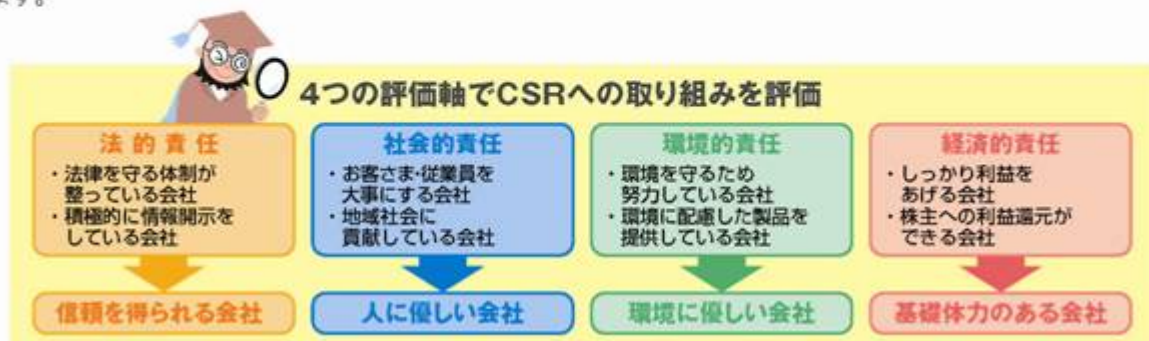 ます。
4つの評価軸でCSRへの取り組みを評価
法的責任
・法律を守る体制が
整っている会社
・積極的に情報開示を
している会社
信頼を得られる会社
社会的責任
・お客さま・従業員を
大事にする会社
・地域社会に
貢献している会社
人に優しい会社
環境的責任
・環境を守るため
努力している会社
・環境に配慮した製品を
提供している会社
環境に優しい会社
経済的責任
・しっかり利益を
あげる会社
・株主への利益還元が
できる会社
基礎体力のある会社